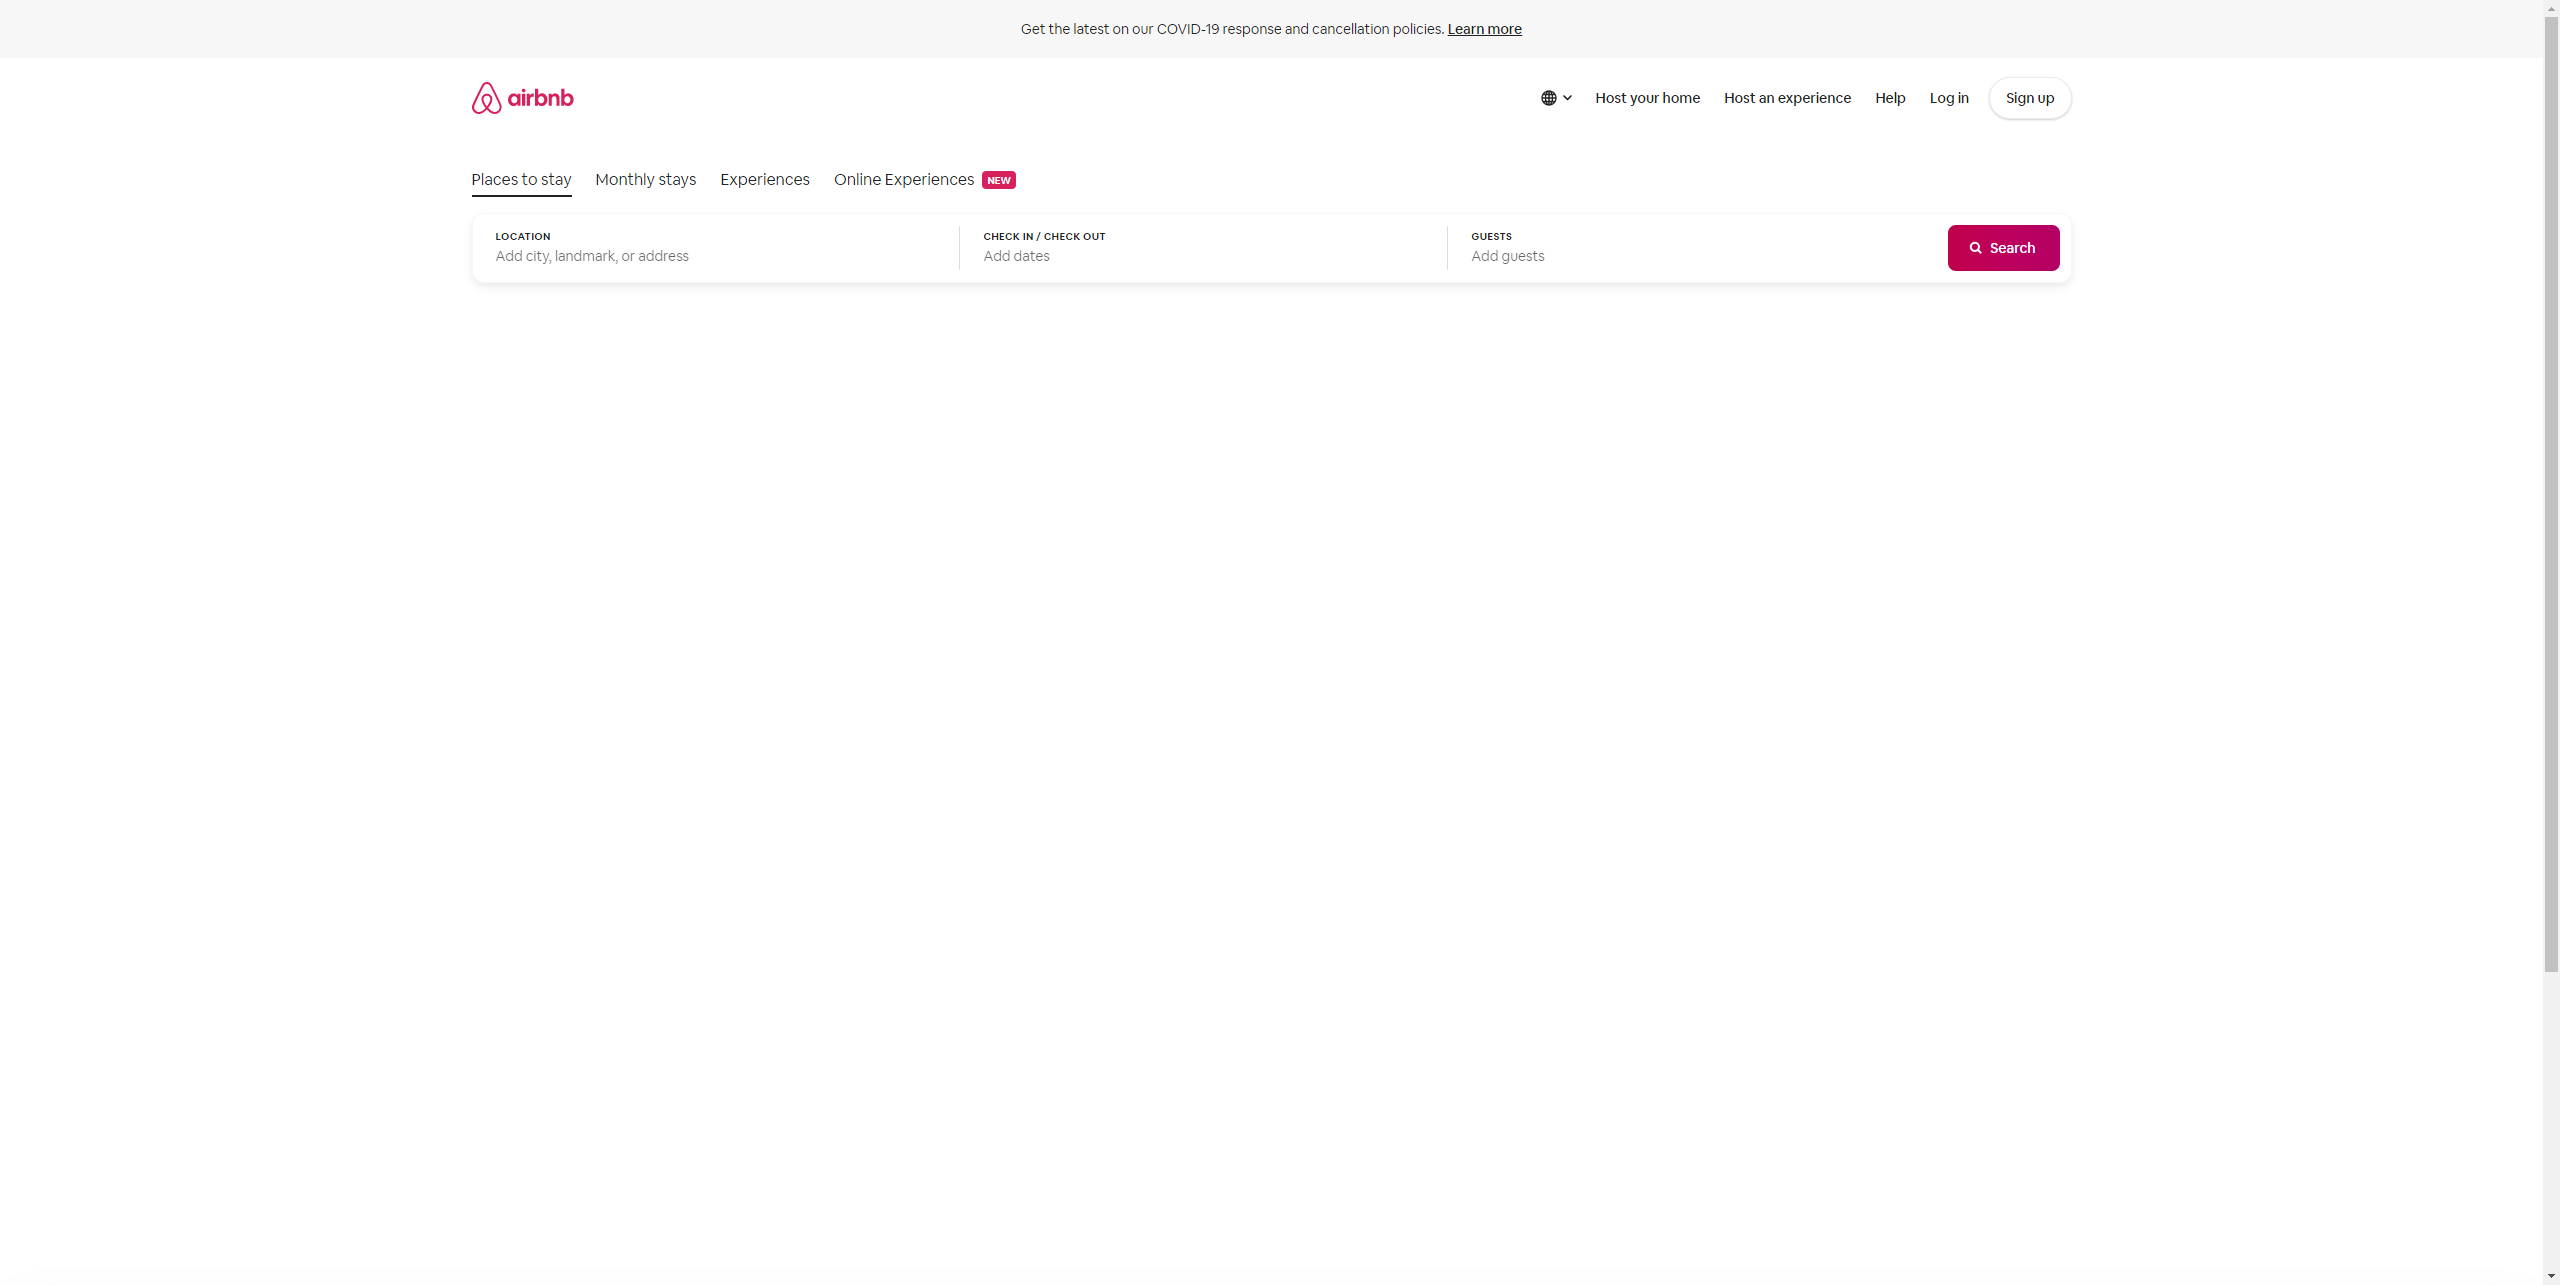 Get the latest on our COVID-19 response and cancellation policies. Learn more
airbnb
Host your home Host an experience Help Log in Sign up
Places to stay Monthly stays Experiences Online Experiences NEW
LOCATION CHECK IN / CHECK OUT GUESTS
Add city, landmark, or address Add dates Add guests
Search